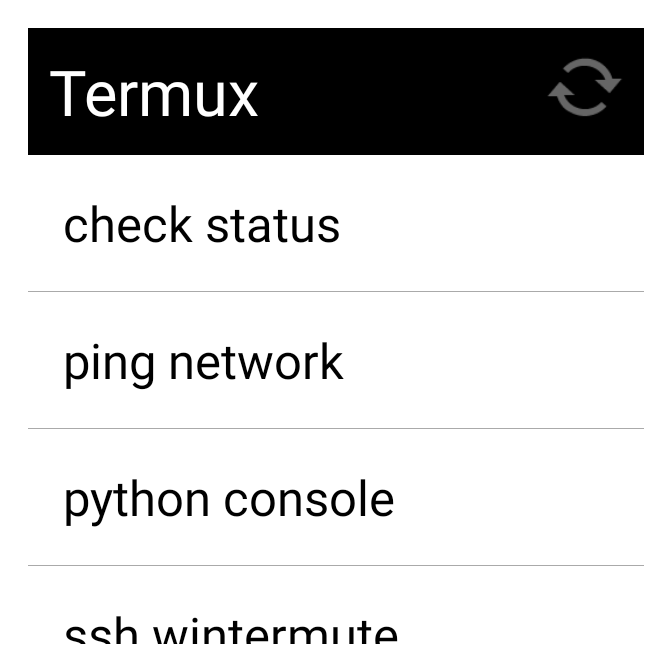 Termux
check status
ping network
python console
ssh wintermute